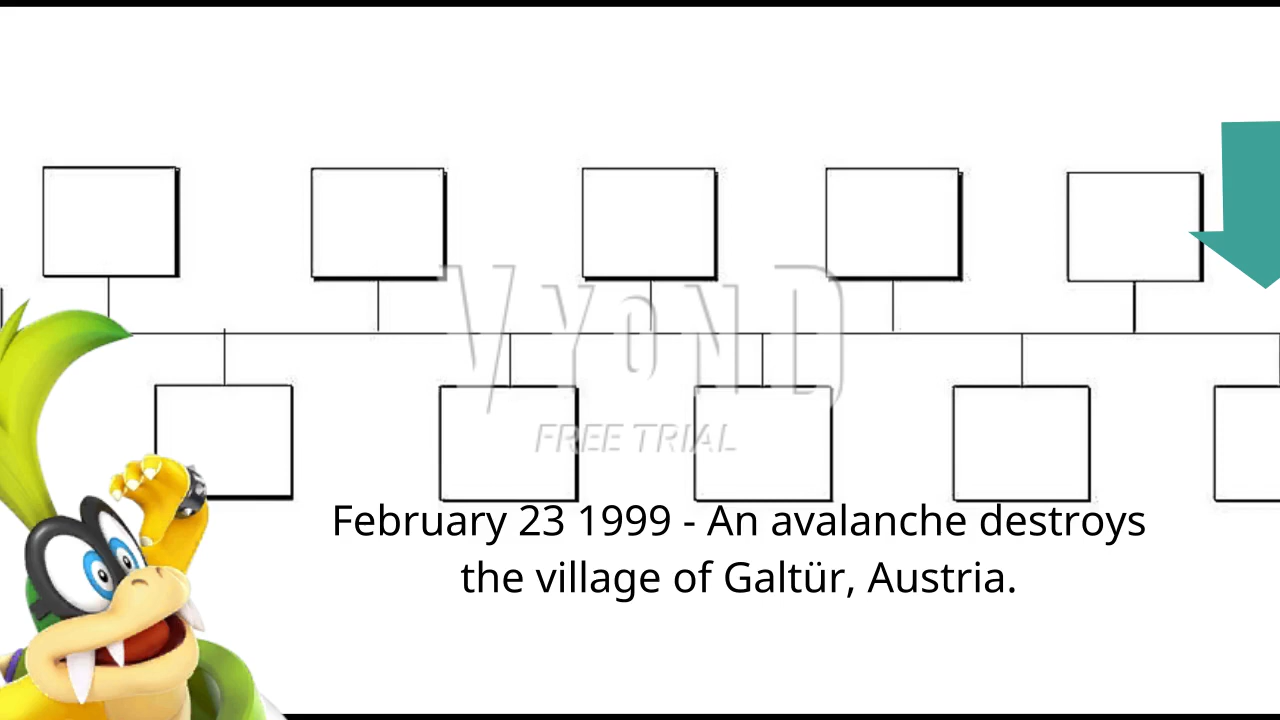 VYOND
FREE TRIAL
February 23 1999 - An avalanche destroys
the village of Galtür, Austria.